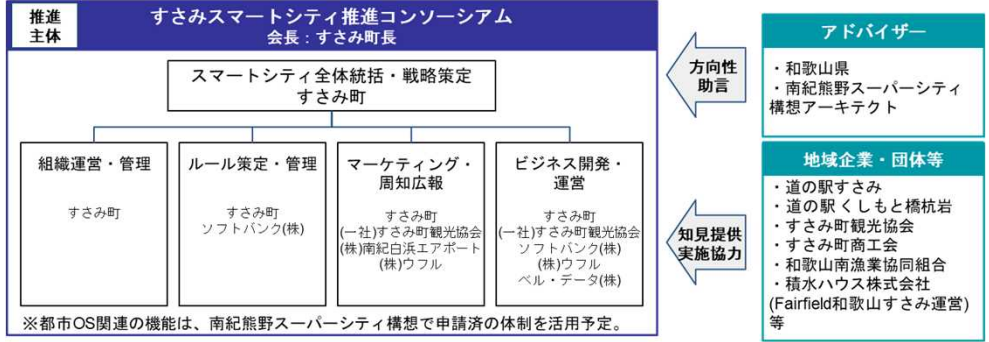 推進
主体
すさみスマートシティ推進コンソーシアム
会長：すさみ町長
スマートシティ全体統括・戦略策定
すさみ町
組織運営・管理
すさみ町
ルール策定・管理
すさみ町
ソフトバンク(株)
マーケティング・
周知広報
すさみ町
(一社)すさみ町観光協会
(株)南紀白浜エアポート
(株)ウフル
ビジネス開発・
運営
すさみ町
(一社)すさみ町観光協会
ソフトバンク(株)
(株)ウフル
ベル・データ(株)
※都市OS関連の機能は、南紀熊野スーパーシティ構想で申請済の体制を活用予定。
方向性
助言
アドバイザー
・和歌山県
・南紀熊野スーパーシティ
構想アーキテクト
知見提供
実施協力
地域企業・団体等
・道の駅すさみ
・道の駅 くしもと橋杭岩
・すさみ町観光協会
・すさみ町商工会
・和歌山南漁業協同組合
・積水ハウス株式会社
(Fairfield和歌山すさみ運営)
等